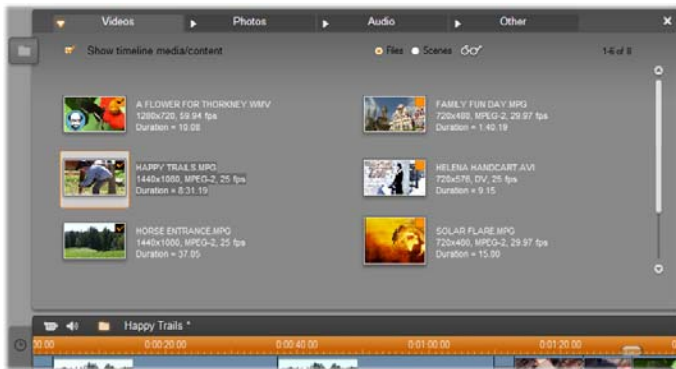 Videos Photos Audio Other
Show timeline media/content Files Scenes 1-6 of 8
A FLOWER FOR THORKNEY.WMV
1280x720, 59.94 fps
Duration = 10.08
FAMILY FUN DAY.MPG
720x480, MPEG-2, 29.97 fps
Duration = 1:40.19
HAPPY TRAILS.MPG
1440x1080, MPEG-2, 25 fps
Duration = 8:31.19
HELENA HANDCART.AVI
720x576, DV, 25 fps
Duration = 9.15
HORSE ENTRANCE.MPG
1440x1080, MPEG-2, 25 fps
Duration = 37.05
SOLAR FLARE.MPG
720x480, MPEG-2, 29.97 fps
Duration = 15.00
Happy Trails *
00.00 0:00:20.00 0:00:40.00 0:01:00.00 0:01:20.00